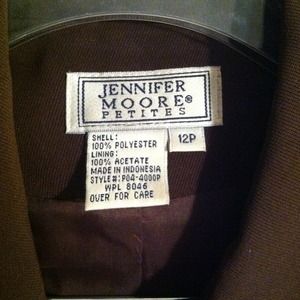 JENNIFER
MOORE®
PETITES
12P
SHELL:
100% POLYESTER
LINING:
100% ACETATE
MADE IN INDONESIA
STYLE#:P04-4000P
WPL 8046
OVER FOR CARE